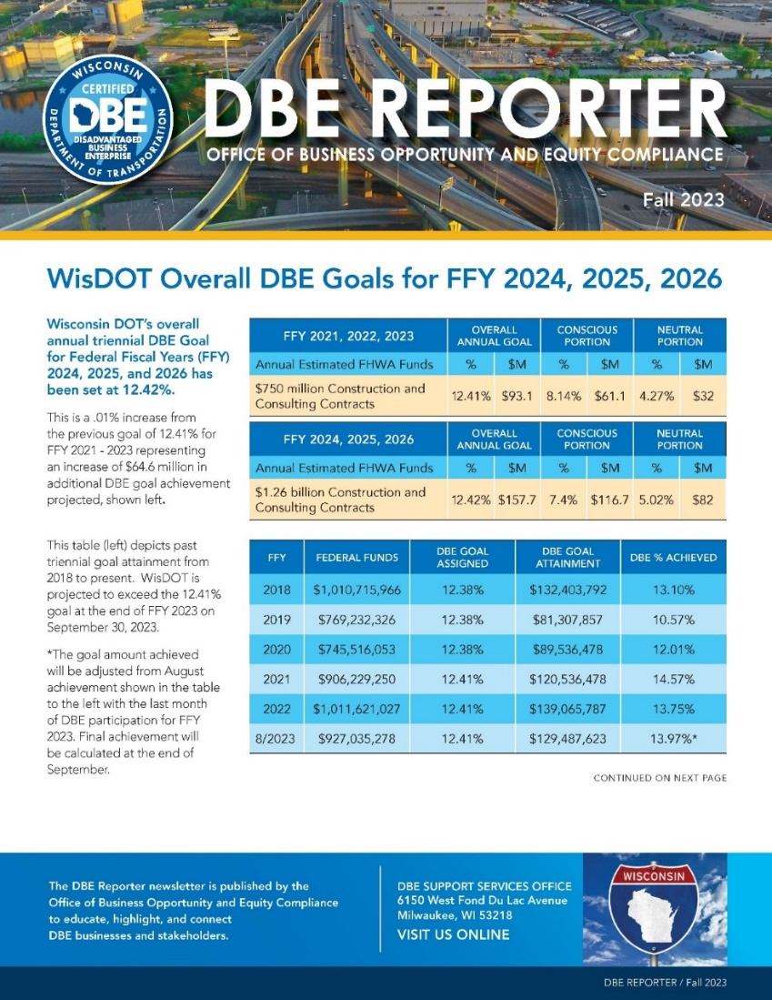 WISCONSIN
CERTIFIED
DBE
DISADVANTAGED
BUSINESS
ENTERPRISE
DEPARTMENT OF TRANSPORTATION
DBE REPORTER
OFFICE OF BUSINESS OPPORTUNITY AND EQUITY COMPLIANCE
Fall 2023
WisDOT Overall DBE Goals for FFY 2024, 2025, 2026
Wisconsin DOT's overall
annual triennial DBE Goal
for Federal Fiscal Years (FFY)
2024, 2025, and 2026 has
been set at 12.42%.
This is a .01% increase from
the previous goal of 12.41% for
FFY 2021 - 2023 representing
an increase of $64.6 million in
additional DBE goal achievement
projected, shown left.
FFY 2021, 2022, 2023 OVERALL ANNUAL GOAL CONSCIOUS PORTION NEUTRAL PORTION
Annual Estimated FHWA Funds % $M % $M % $M
$750 million Construction and
Consulting Contracts 12.41% $93.1 8.14% $61.1 4.27% $32
FFY 2024, 2025, 2026 OVERALL ANNUAL GOAL CONSCIOUS PORTION NEUTRAL PORTION
Annual Estimated FHWA Funds % $M % $M % $M
$1.26 billion Construction and
Consulting Contracts 12.42% $157.7 7.4% $116.7 5.02% $82
This table (left) depicts past
triennial goal attainment from
2018 to present. WisDOT is
projected to exceed the 12.41%
goal at the end of FFY 2023 on
September 30, 2023.
*The goal amount achieved
will be adjusted from August
achievement shown in the table
to the left with the last month
of DBE participation for FFY
2023. Final achievement will
be calculated at the end of
September.
FFY FEDERAL FUNDS DBE GOAL ASSIGNED DBE GOAL ATTAINMENT DBE % ACHIEVED
2018 $1,010,715,966 12.38% $132,403,792 13.10%
2019 $769,232,326 12.38% $81,307,857 10.57%
2020 $745,516,053 12.38% $89,536,478 12.01%
2021 $906,229,250 12.41% $120,536,478 14.57%
2022 $1,011,621,027 12.41% $139,065,787 13.75%
8/2023 $927,035,278 12.41% $129,487,623 13.97%*
CONTINUED ON NEXT PAGE
The DBE Reporter newsletter is published by the
Office of Business Opportunity and Equity Compliance
to educate, highlight, and connect
DBE businesses and stakeholders.
DBE SUPPORT SERVICES OFFICE
6150 West Fond Du Lac Avenue
Milwaukee, WI 53218
VISIT US ONLINE
WISCONSIN
DBE REPORTER / Fall 2023